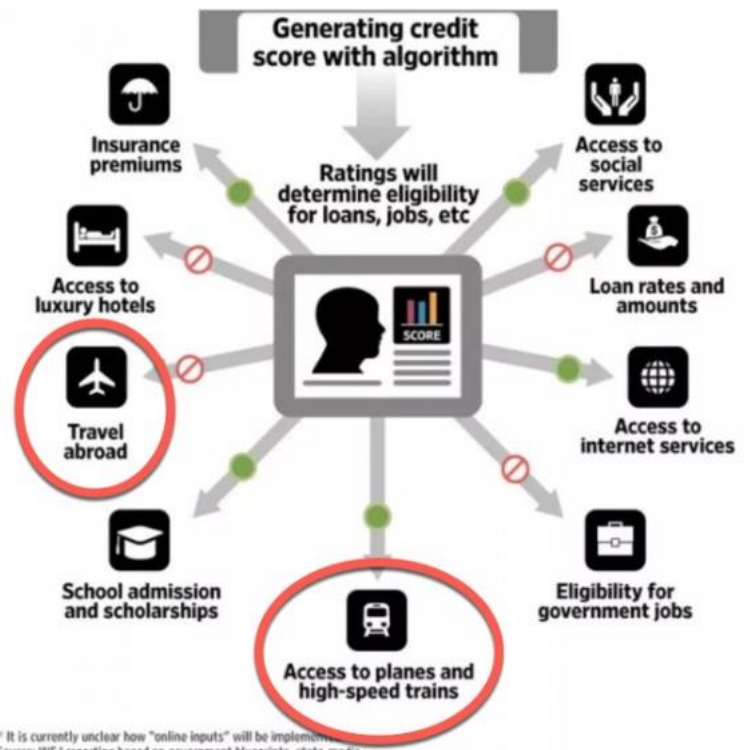 Generating credit
score with algorithm
Ratings will
determine eligibility
for loans, jobs, etc
Insurance
premiums
Access to
social
services
Access to
luxury hotels
Loan rates and
amounts
SCORE
Travel
abroad
Access to
internet services
School admission
and scholarships
Eligibility for
government jobs
Access to planes and
high-speed trains
* It is currently unclear how "online inputs" will be